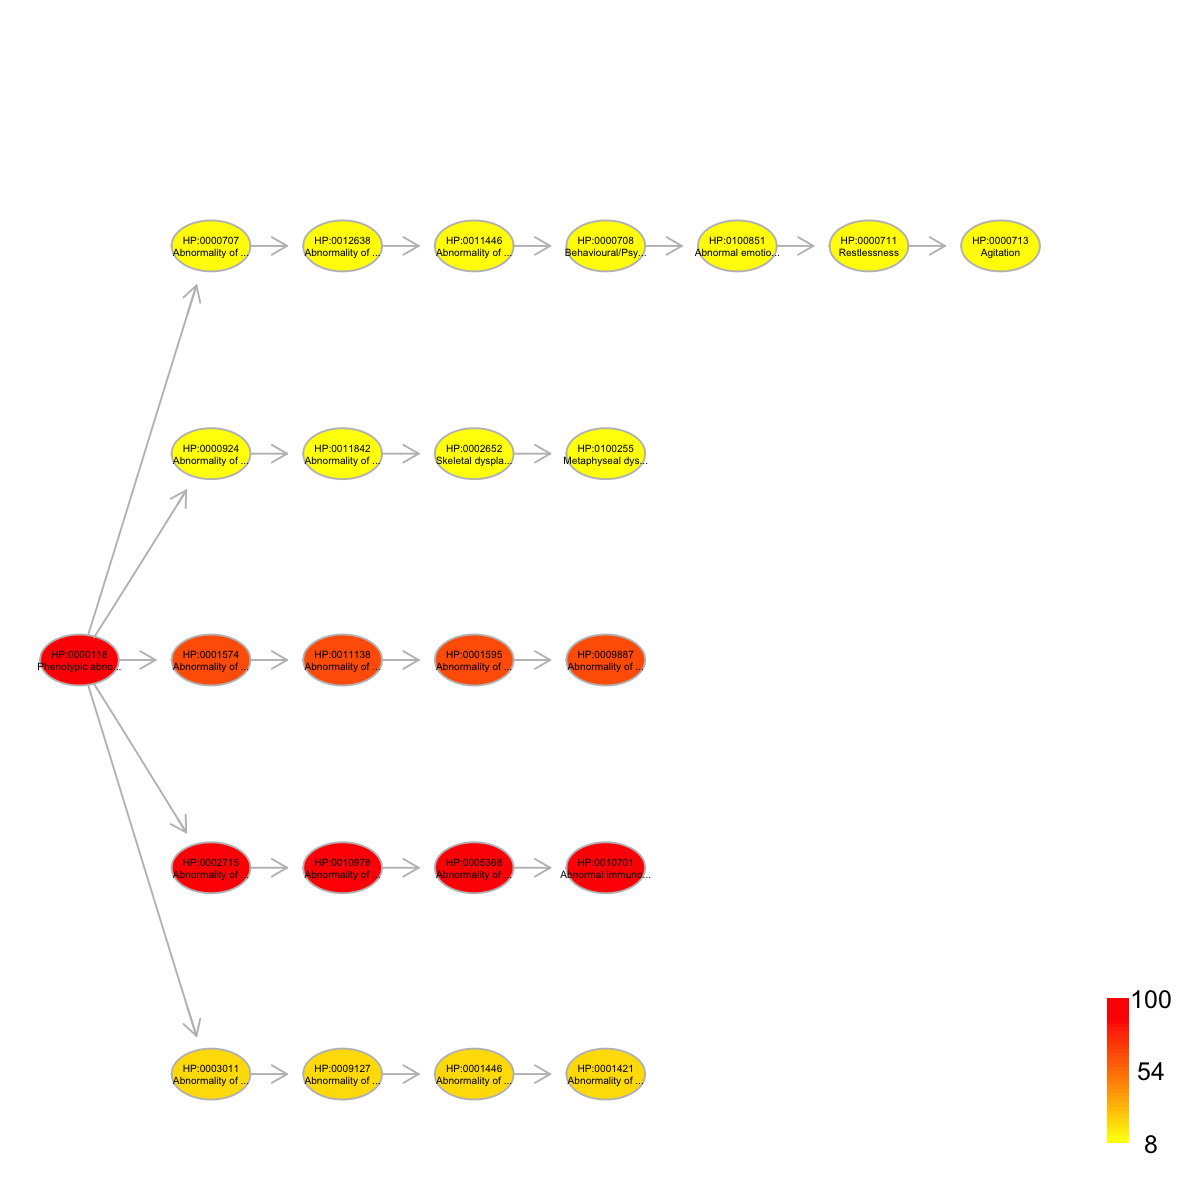 HP:0000707
Abnormality of ...
HP:0012638
Abnormality of ...
HP:0011446
Abnormality of ...
HP:0000708
Behavioural/Psy...
HP:0100851
Abnormal emotio...
HP:0000711
Restlessness
HP:0000713
Agitation
HP:0000924
Abnormality of ...
HP:0011842
Abnormality of ...
HP:0002652
Skeletal dyspla...
HP:0100255
Metaphyseal dys...
HP:0000118
Phenotypic abno...
HP:0001574
Abnormality of ...
HP:0011138
Abnormality of ...
HP:0001595
Abnormality of ...
HP:0009887
Abnormality of ...
HP:0002715
Abnormality of ...
HP:0010978
Abnormality of ...
HP:0005368
Abnormality of ...
HP:0010701
Abnormal immuno...
HP:0003011
Abnormality of ...
HP:0009127
Abnormality of ...
HP:0001446
Abnormality of ...
HP:0001421
Abnormality of ...
100
54
8